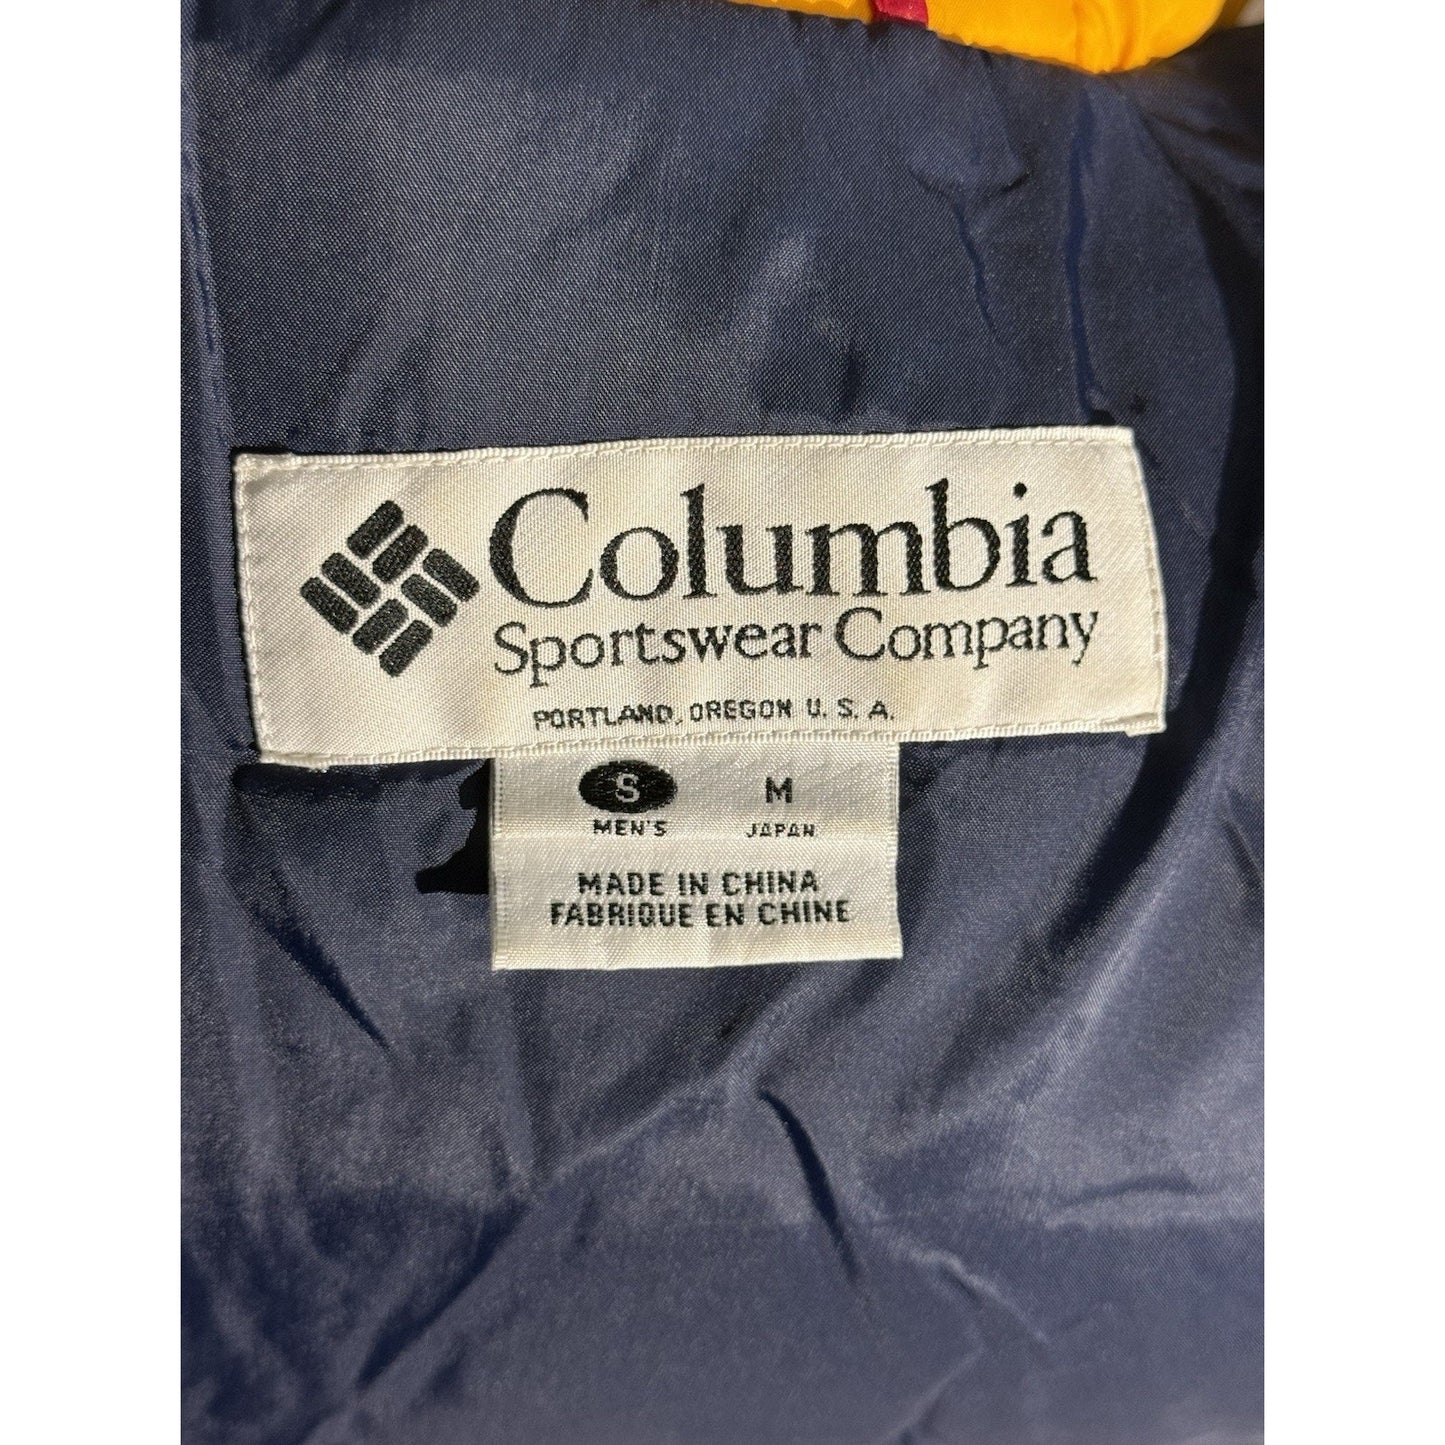 Columbia
Sportswear Company
PORTLAND, OREGON U. S. A.
S M
MEN'S JAPAN
MADE IN CHINA
FABRIQUE EN CHINE